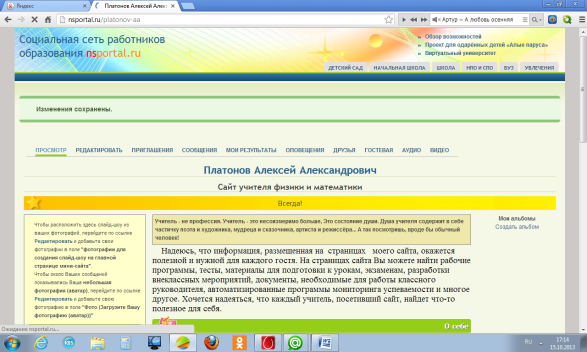 Яндекс
Платонов Алексей Александ
nsportal.ru/platonov-aa
Артур – А любовь осенняя
Социальная сеть работников
образования nsportal.ru
Обзор возможностей
Проект для одарённых детей «Алые паруса»
Виртуальный университет
ДЕТСКИЙ САД НАЧАЛЬНАЯ ШКОЛА ШКОЛА НПО И СПО ВУЗ УВЛЕЧЕНИЯ
Изменения сохранены.
ПРОСМОТР РЕДАКТИРОВАТЬ ПРИГЛАШЕНИЯ СООБЩЕНИЯ МОИ РЕЗУЛЬТАТЫ ОПОВЕЩЕНИЯ ДРУЗЬЯ ГОСТЕВАЯ АУДИО ВИДЕО
Платонов Алексей Александрович
Сайт учителя физики и математики
Всегда!
Чтобы расположить здесь слайд-шоу из
ваших фотографий, перейдите по ссылке
Редактировать и добавьте свои
фотографии в поле "фотографии для
создания слайд-шоу на главной
странице мини-сайта"
Чтобы около Ваших сообщений
показывалась Ваша небольшая
фотография (аватар), перейдите по ссылке
Редактировать и добавьте свою
фотографию в поле "Фото (Загрузите Вашу
фотографию (аватар))"
Учитель - не профессия. Учитель - это несоизмеримо больше, Это состояние души. Душа учителя содержит в себе
частичку поэта и художника, мудреца и сказочника, артиста и режиссёра... А так посмотришь, вроде бы обычный
человек!
Надеюсь, что информация, размещенная на страницах моего сайта, окажется
полезной и нужной для каждого гостя. На страницах сайта Вы можете найти рабочие
программы, тесты, материалы для подготовки к урокам, экзаменам, разработки
внеклассных мероприятий, документы, необходимые для работы классного
руководителя, автоматизированные программы мониторинга успеваемости и многое
другое. Хочется надеяться, что каждый учитель, посетивший сайт, найдет что-то
полезное для себя.
О себе
Мои альбомы
Создать альбом
Ожидание nsportal.ru...
RU
17:14
15.10.2013